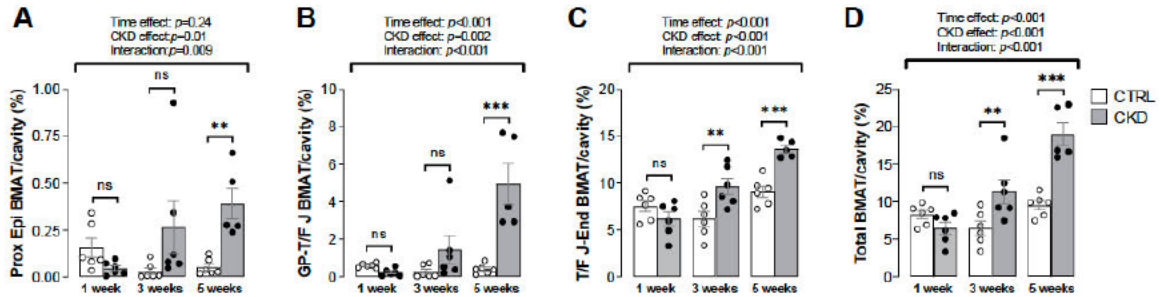 A
Time effect: p=0.24
CKD effect:p=0.01
Interaction:p=0.009
Prox Epi BMAT/cavity (%)
1.00
0.75
0.50
0.25
0.00
ns
ns
**
1 week
3 weeks
5 weeks
B
Time effect: p<0.001
CKD effect: p=0.002
Interaction: p<0.001
GP-T/F J BMAT/cavity (%)
10
8
6
4
2
0
ns
ns
***
1 week
3 weeks
5 weeks
C
Time effect: p<0.001
CKD effect: p<0.001
Interaction: p<0.001
T/F J-End BMAT/cavity (%)
20
15
10
5
0
ns
**
***
1 week
3 weeks
5 weeks
D
Time effect: p<0.001
CKD effect: p<0.001
Interaction: p<0.001
Total BMAT/cavity (%)
25
20
15
10
5
0
ns
**
***
1 week
3 weeks
5 weeks
CTRL
CKD